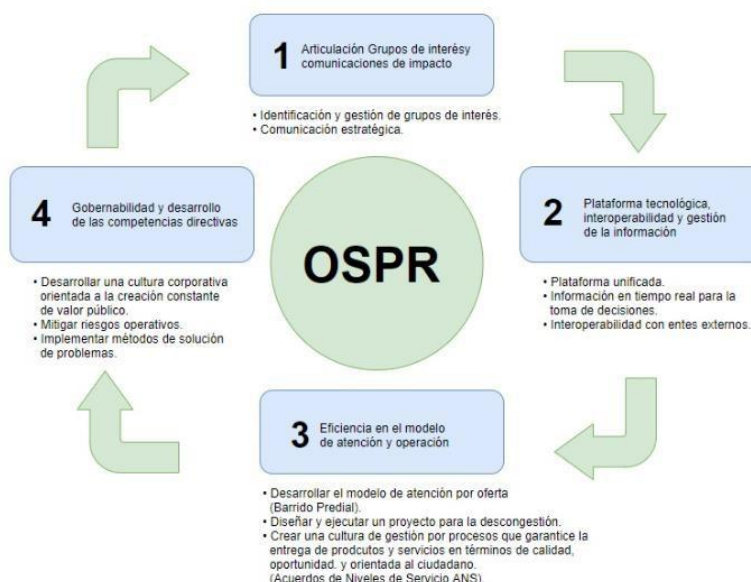 1 Articulación Grupos de interésy
comunicaciones de impacto
• Identificación y gestión de grupos de interés.
• Comunicación estratégica.
2 Plataforma tecnológica,
interoperabilidad y gestión
de la información
• Plataforma unificada.
• Información en tiempo real para la
toma de decisiones.
• Interoperabilidad con entes externos.
OSPR
3 Eficiencia en el modelo
de atención y operación
• Desarrollar el modelo de atención por oferta
(Barrido Predial).
• Diseñar y ejecutar un proyecto para la descongestión.
• Crear una cultura de gestión por procesos que garantice la
entrega de prodcutos y servicios en términos de calidad,
oportunidad. y orientada al ciudadano.
(Acuerdos de Niveles de Servicio ANS)
4 Gobernabilidad y desarrollo
de las competencias directivas
• Desarrollar una cultura corporativa
orientada a la creación constante
de valor público.
• Mitigar riesgos operativos.
• Implementar métodos de solución
de problemas.